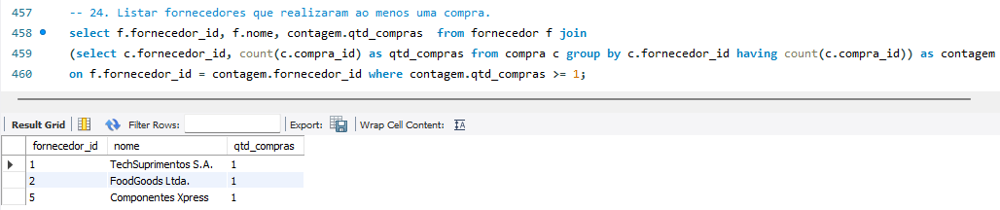 457 -- 24. Listar fornecedores que realizaram ao menos uma compra.
458 select f.fornecedor_id, f.nome, contagem.qtd_compras  from fornecedor f join
459 (select c.fornecedor_id, count(c.compra_id) as qtd_compras from compra c group by c.fornecedor_id having count(c.compra_id)) as contagem
460 on f.fornecedor_id = contagem.fornecedor_id where contagem.qtd_compras >= 1;
Result Grid Filter Rows: Export: Wrap Cell Content:
fornecedor_id nome qtd_compras
1 TechSuprimentos S.A. 1
2 FoodGoods Ltda. 1
5 Componentes Xpress 1